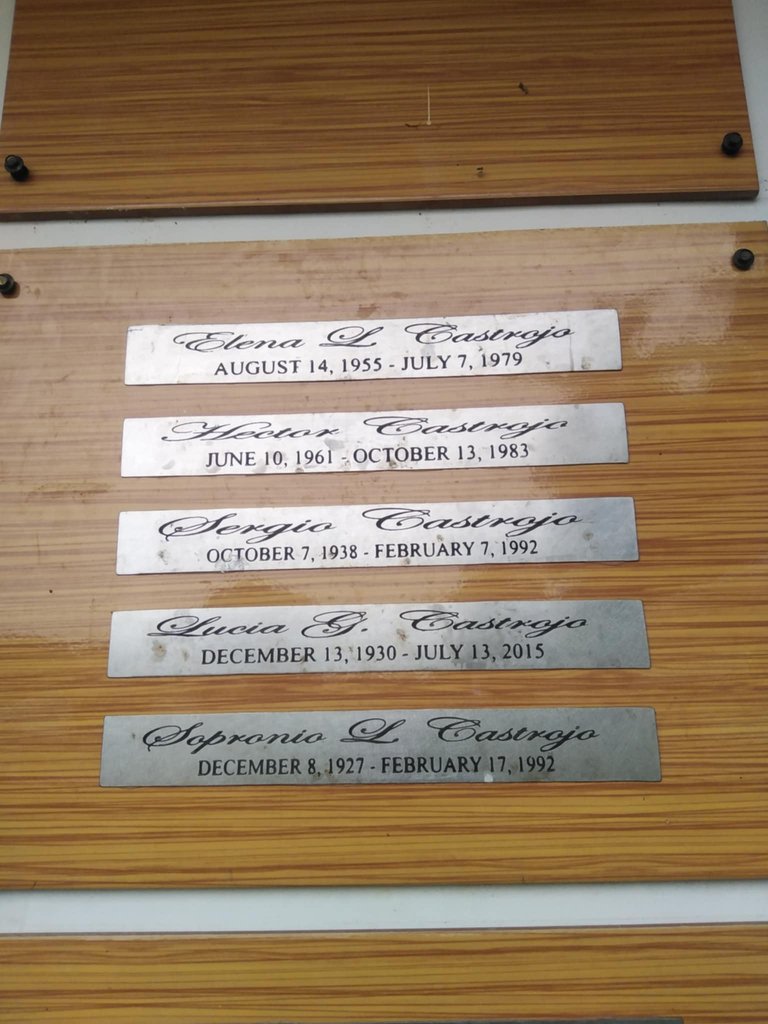 Elena L Castrojo
AUGUST 14, 1955 - JULY 7, 1979
Hector Castrojo
JUNE 10, 1961 - OCTOBER 13, 1983
Sergio Castrojo
OCTOBER 7, 1938 - FEBRUARY 7, 1992
Lucia G. Castrojo
DECEMBER 13, 1930 - JULY 13, 2015
Sopronio L Castrojo
DECEMBER 8, 1927 - FEBRUARY 17, 1992